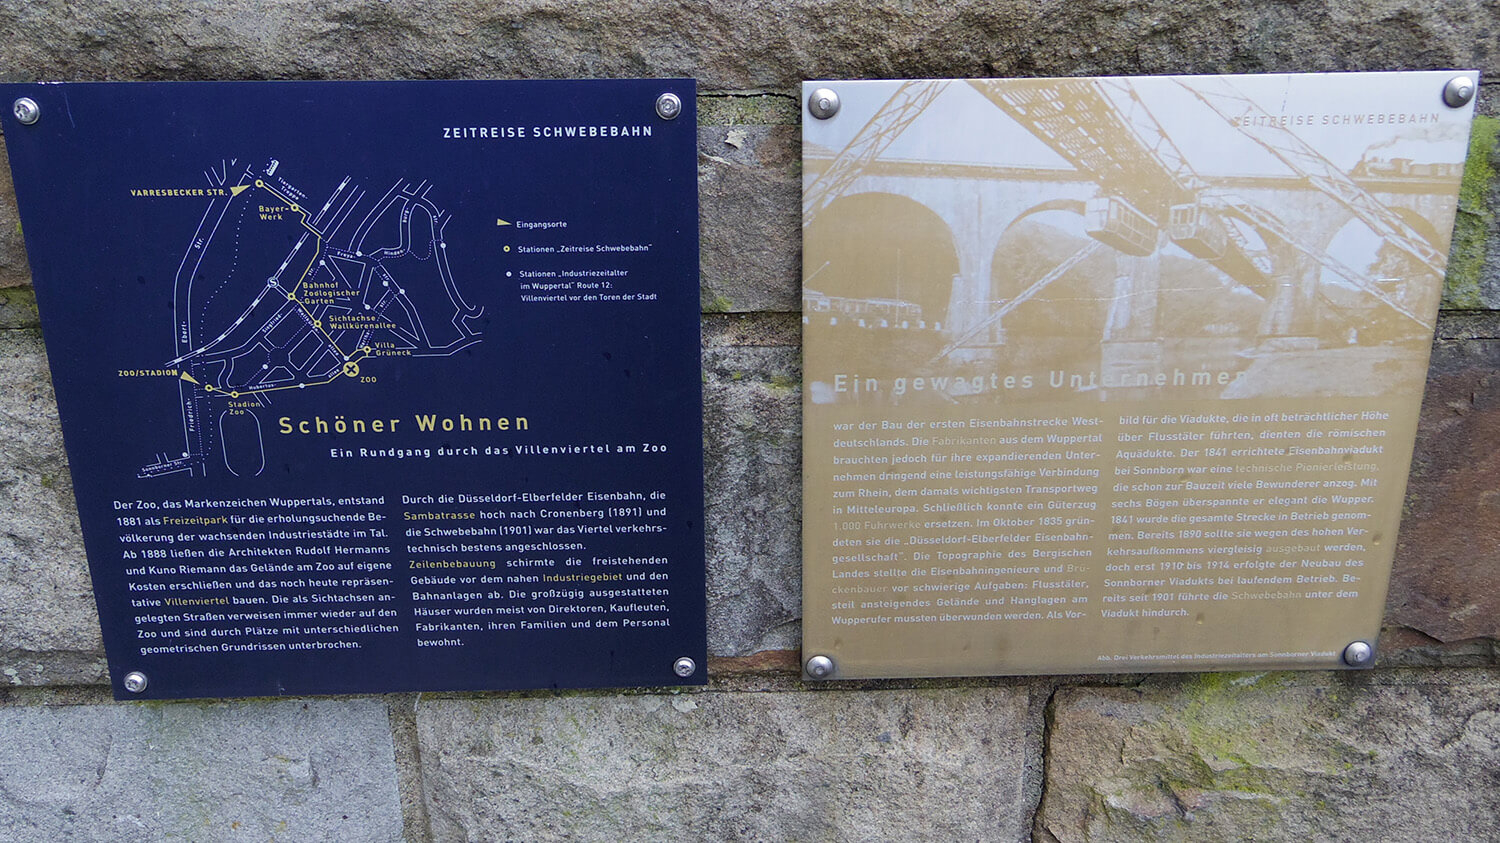 ZEITREISE SCHWEBEBAHN
VARRESBECKER STR.
Tiergarten-
Treppe
Bayer-
Werk
Eingangsorte
Stationen „Zeitreise Schwebebahn"
Stationen „Industriezeitalter
im Wuppertal" Route 12:
Villenviertel vor den Toren der Stadt
Str.
Ebert-
Freya-
S
Bahnhof
Zoologischer
Garten
Sichtachse
Wallkürenallee
Villa
Grüneck
ZOO
ZOO/STADION
Hubertus-
allee
Stadion
Zoo
Friedrich-
Sonnborner Str.
Schöner Wohnen
Ein Rundgang durch das Villenviertel am Zoo
Der Zoo, das Markenzeichen Wuppertals, entstand
1881 als Freizeitpark für die erholungsuchende Be-
völkerung der wachsenden Industriestädte im Tal.
Ab 1888 ließen die Architekten Rudolf Hermanns
und Kuno Riemann das Gelände am Zoo auf eigene
Kosten erschließen und das noch heute repräsen-
tative Villenviertel bauen. Die als Sichtachsen an-
gelegten Straßen verweisen immer wieder auf den
Zoo und sind durch Plätze mit unterschiedlichen
geometrischen Grundrissen unterbrochen.
Durch die Düsseldorf-Elberfelder Eisenbahn, die
Sambatrasse hoch nach Cronenberg (1891) und
die Schwebebahn (1901) war das Viertel verkehrs-
technisch bestens angeschlossen.
Zeilenbebauung schirmte die freistehenden
Gebäude vor dem nahen Industriegebiet und den
Bahnanlagen ab. Die großzügig ausgestatteten
Häuser wurden meist von Direktoren, Kaufleuten,
Fabrikanten, ihren Familien und dem Personal
bewohnt.
ZEITREISE SCHWEBEBAHN
Ein gewagtes Unternehmen
war der Bau der ersten Eisenbahnstrecke West-
deutschlands. Die Fabrikanten aus dem Wuppertal
brauchten jedoch für ihre expandierenden Unter-
nehmen dringend eine leistungsfähige Verbindung
zum Rhein, dem damals wichtigsten Transportweg
in Mitteleuropa. Schließlich konnte ein Güterzug
1.000 Fuhrwerke ersetzen. Im Oktober 1835 grün-
deten sie die „Düsseldorf-Elberfelder Eisenbahn-
gesellschaft". Die Topographie des Bergischen
Landes stellte die Eisenbahningenieure und Brü-
ckenbauer vor schwierige Aufgaben: Flusstäler,
steil ansteigendes Gelände und Hanglagen am
Wupperufer mussten überwunden werden. Als Vor-
bild für die Viadukte, die in oft beträchtlicher Höhe
über Flusstäler führten, dienten die römischen
Aquädukte. Der 1841 errichtete Eisenbahnviadukt
bei Sonnborn war eine technische Pionierleistung,
die schon zur Bauzeit viele Bewunderer anzog. Mit
sechs Bögen überspannte er elegant die Wupper.
1841 wurde die gesamte Strecke in Betrieb genom-
men. Bereits 1890 sollte sie wegen des hohen Ver-
kehrsaufkommens viergleisig ausgebaut werden,
doch erst 1910 bis 1914 erfolgte der Neubau des
Sonnborner Viadukts bei laufendem Betrieb. Be-
reits seit 1901 führte die Schwebebahn unter dem
Viadukt hindurch.
Abb. Drei Verkehrsmittel des Industriezeitalters am Sonnborner Viadukt